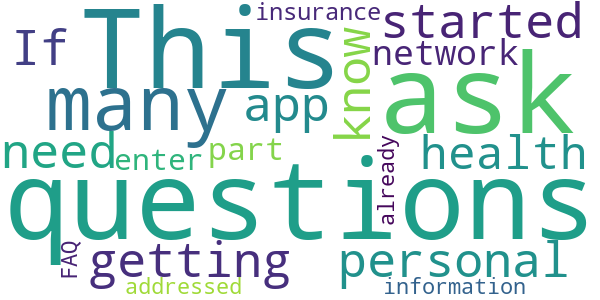 insurance
If This started
network
many app know ask
need enter part already health
questions
FAQ getting personal
addressed information